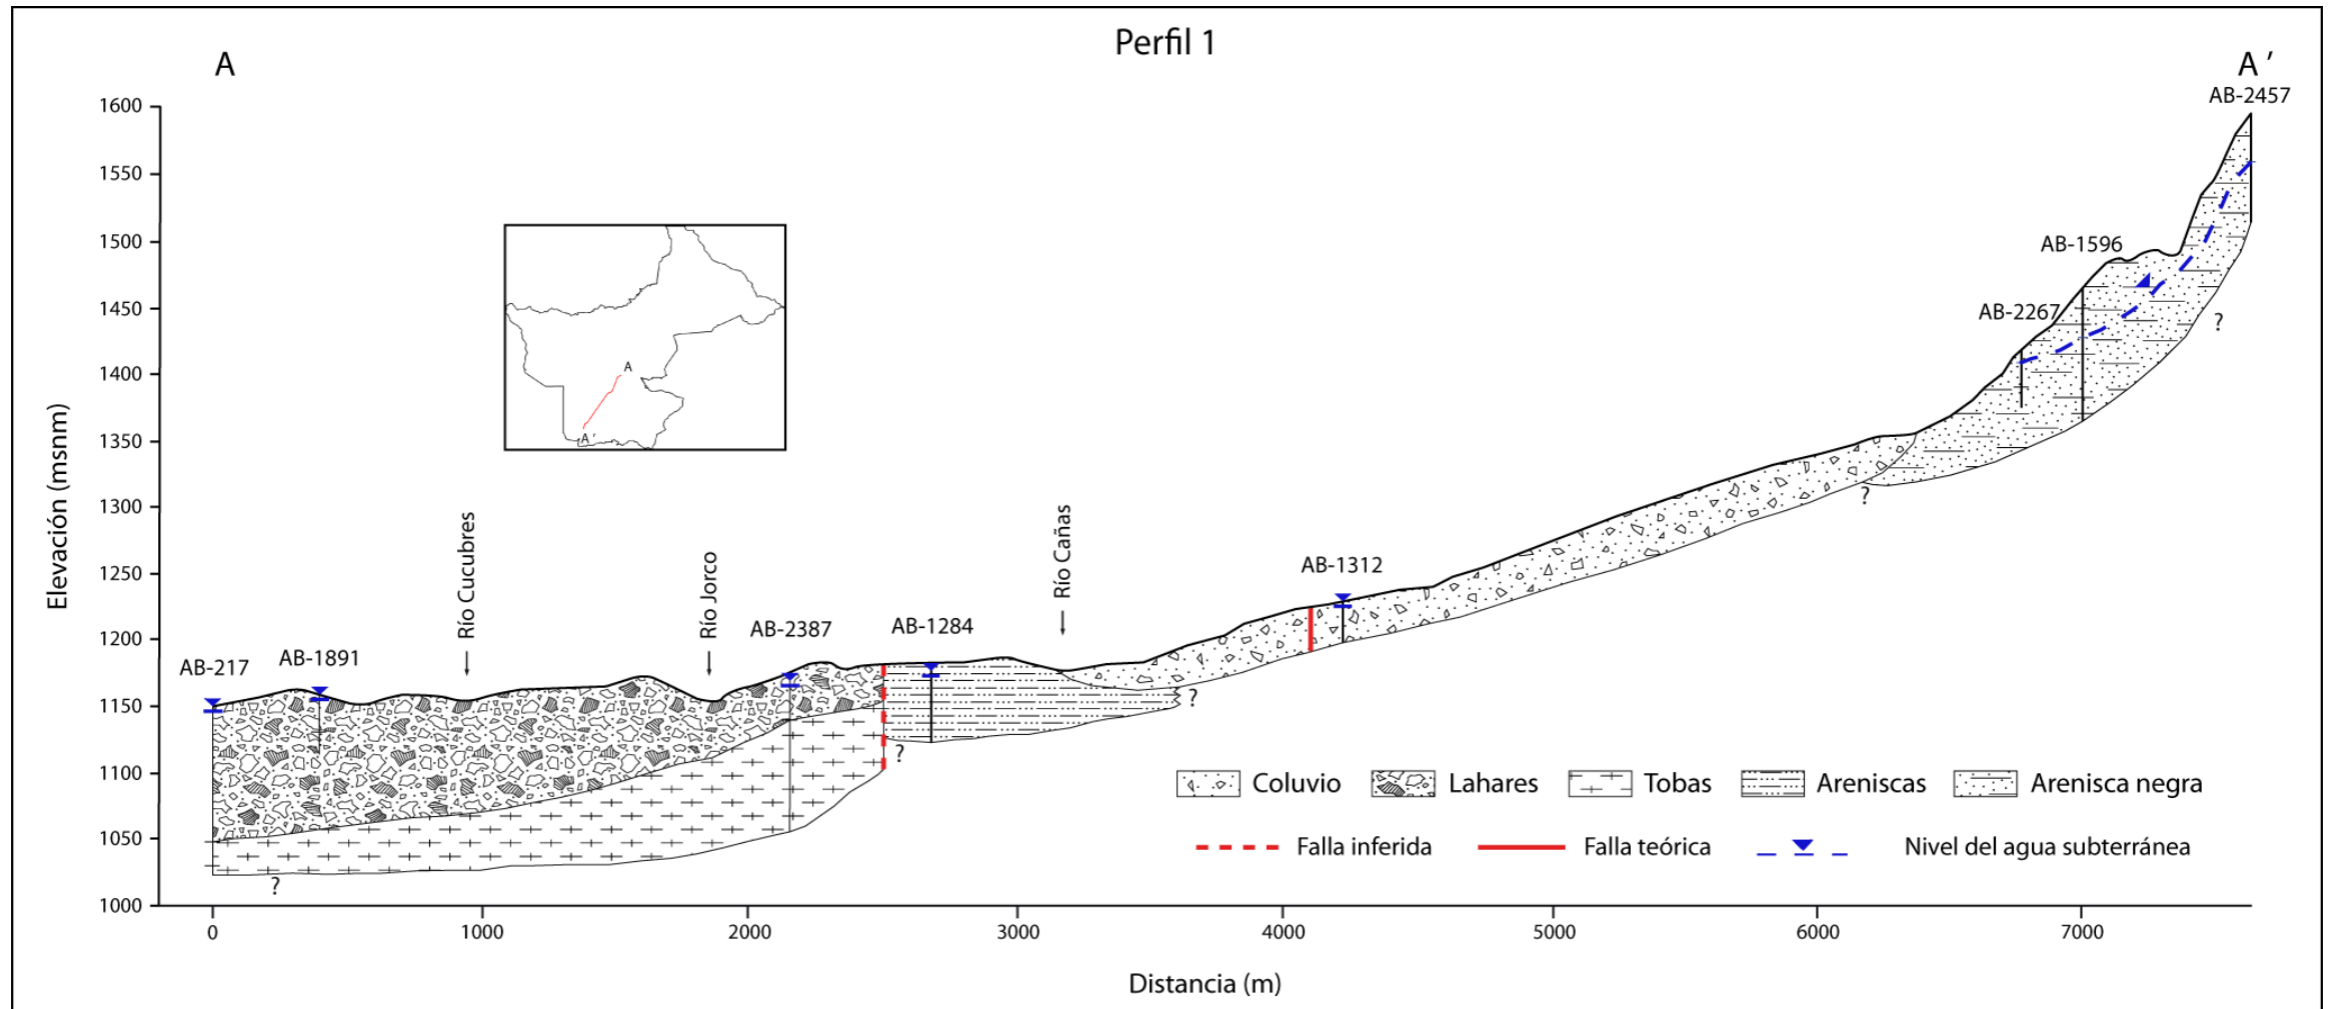 Perfil 1
A
A '
AB-2457
1600
1550
1500
1450
1400
1350
1300
1250
1200
1150
1100
1050
1000
Elevación (msnm)
A
A '
AB-1596
AB-2267
?
?
Río Cucubres
Río Jorco
Río Cañas
AB-1312
AB-217
AB-1891
AB-2387
AB-1284
?
?
?
Coluvio
Lahares
Tobas
Areniscas
Arenisca negra
Falla inferida
Falla teórica
Nivel del agua subterránea
0
1000
2000
3000
4000
5000
6000
7000
Distancia (m)